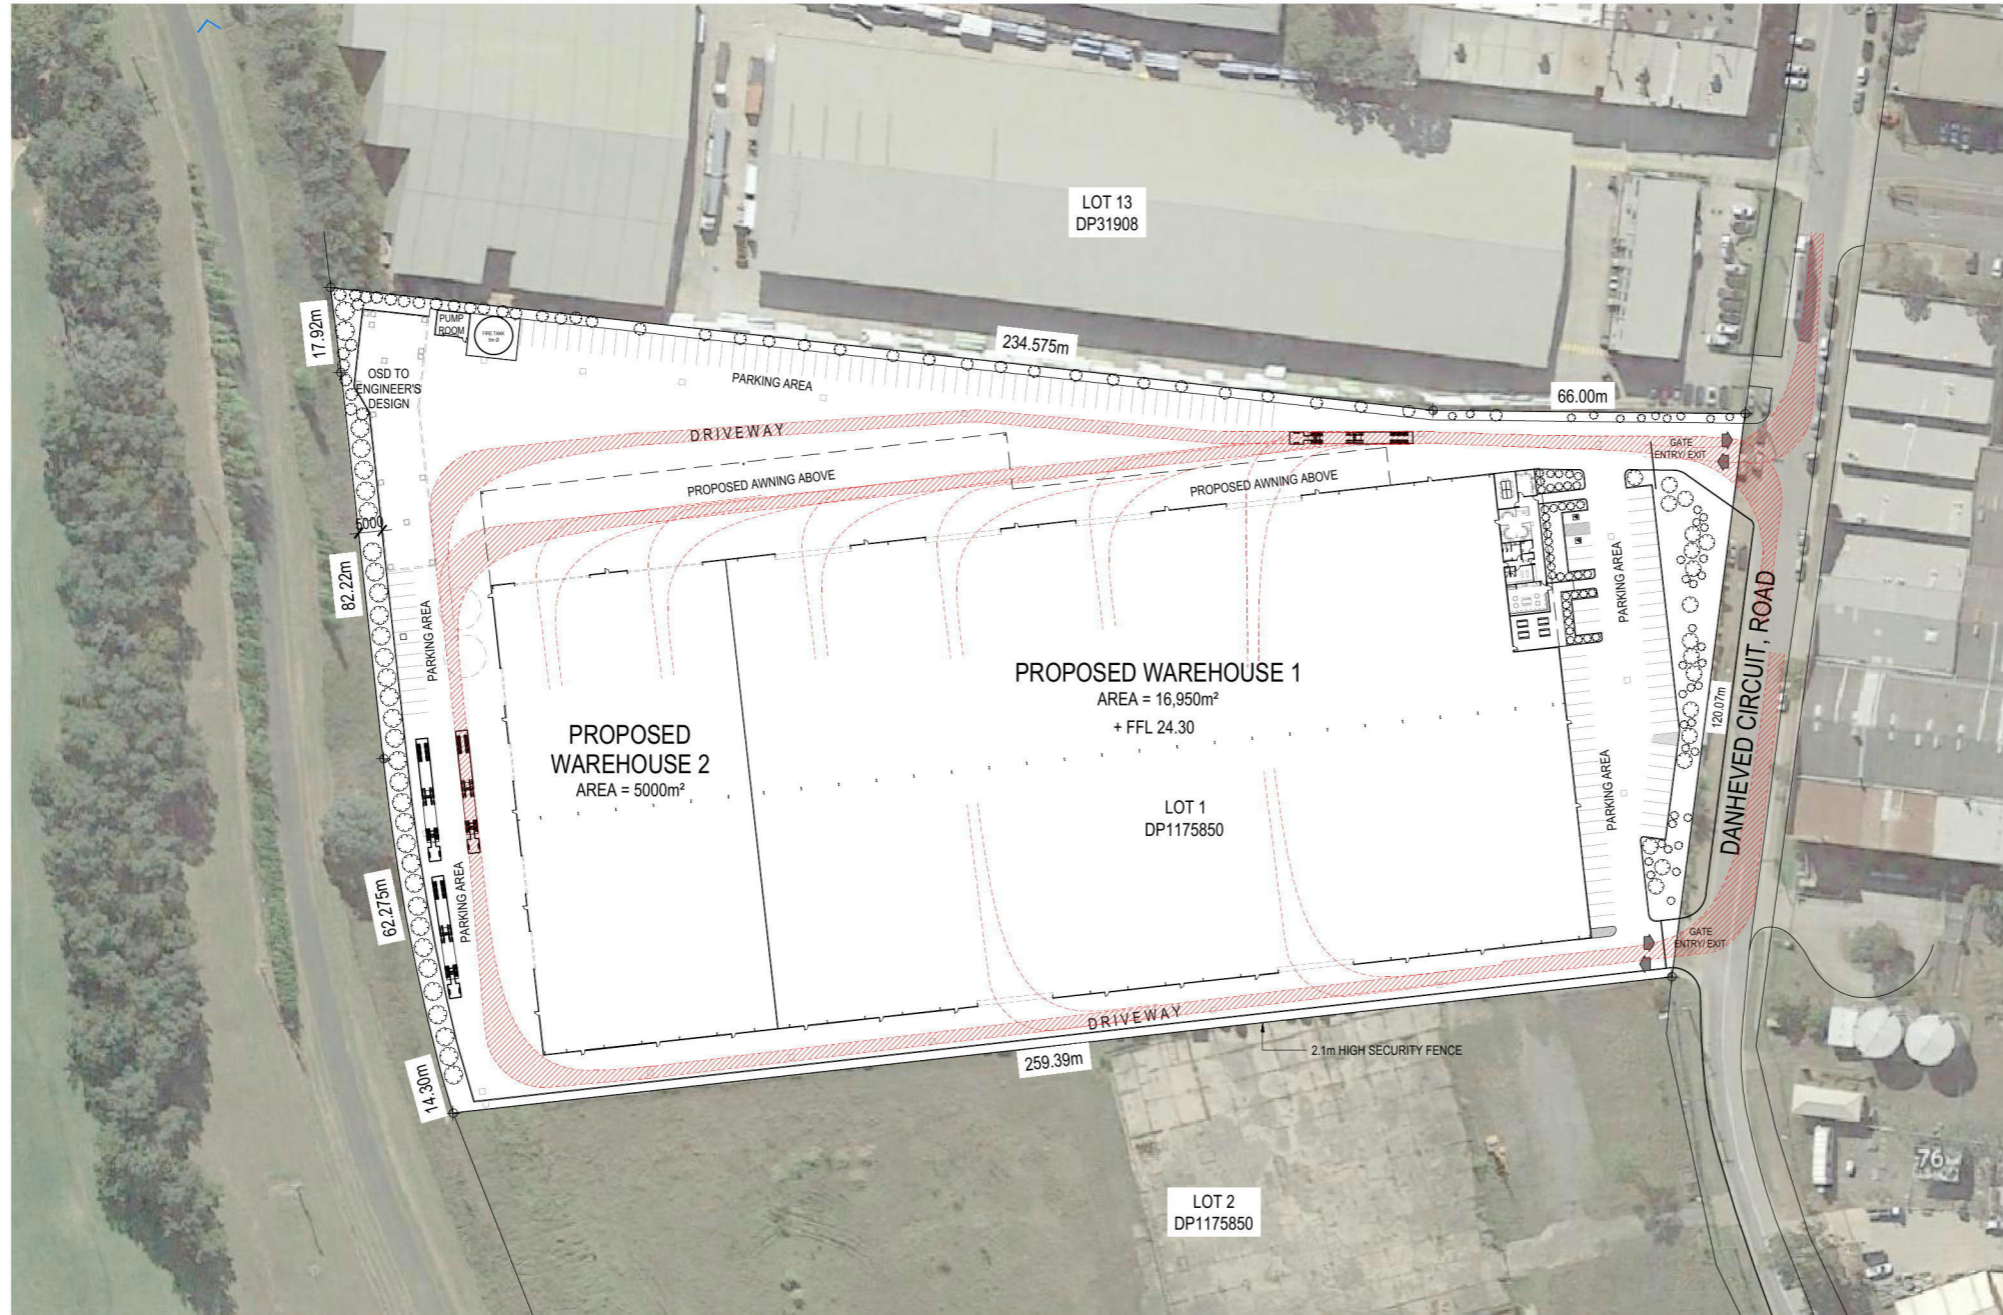 LOT 13
DP31908
17.92m
PUMP
ROOM
FIRE TANK
234.575m
OSD TO
ENGINEER'S
DESIGN
PARKING AREA
66.00m
DRIVEWAY
GATE
ENTRY/ EXIT
PROPOSED AWNING ABOVE
PROPOSED AWNING ABOVE
5000
82.22m
PARKING AREA
PARKING AREA
DANHEVED CIRCUIT, ROAD
PROPOSED WAREHOUSE 1
AREA = 16,950m²
+ FFL 24.30
120.07m
PROPOSED
WAREHOUSE 2
AREA = 5000m²
PARKING AREA
LOT 1
DP1175850
62.275m
PARKING AREA
GATE
ENTRY/ EXIT
DRIVEWAY
2.1m HIGH SECURITY FENCE
259.39m
14.30m
76
LOT 2
DP1175850